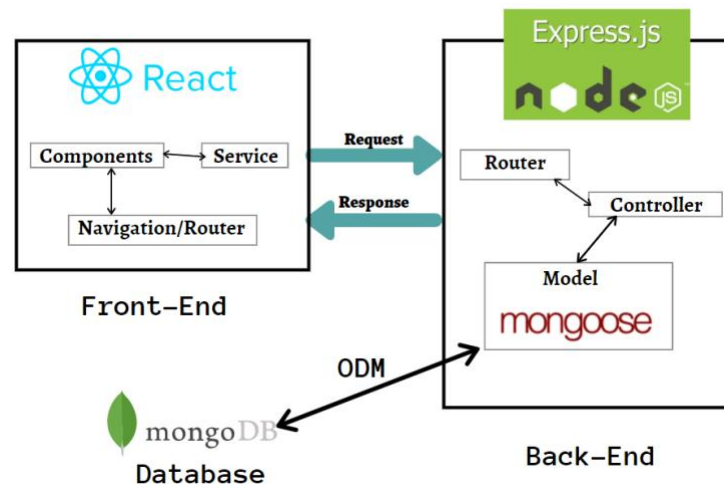 React
Components
Service
Navigation/Router
Front-End
Request
Response
Express.js
node
JS
Router
Controller
Model
mongoose
Back-End
ODM
mongoDB
Database